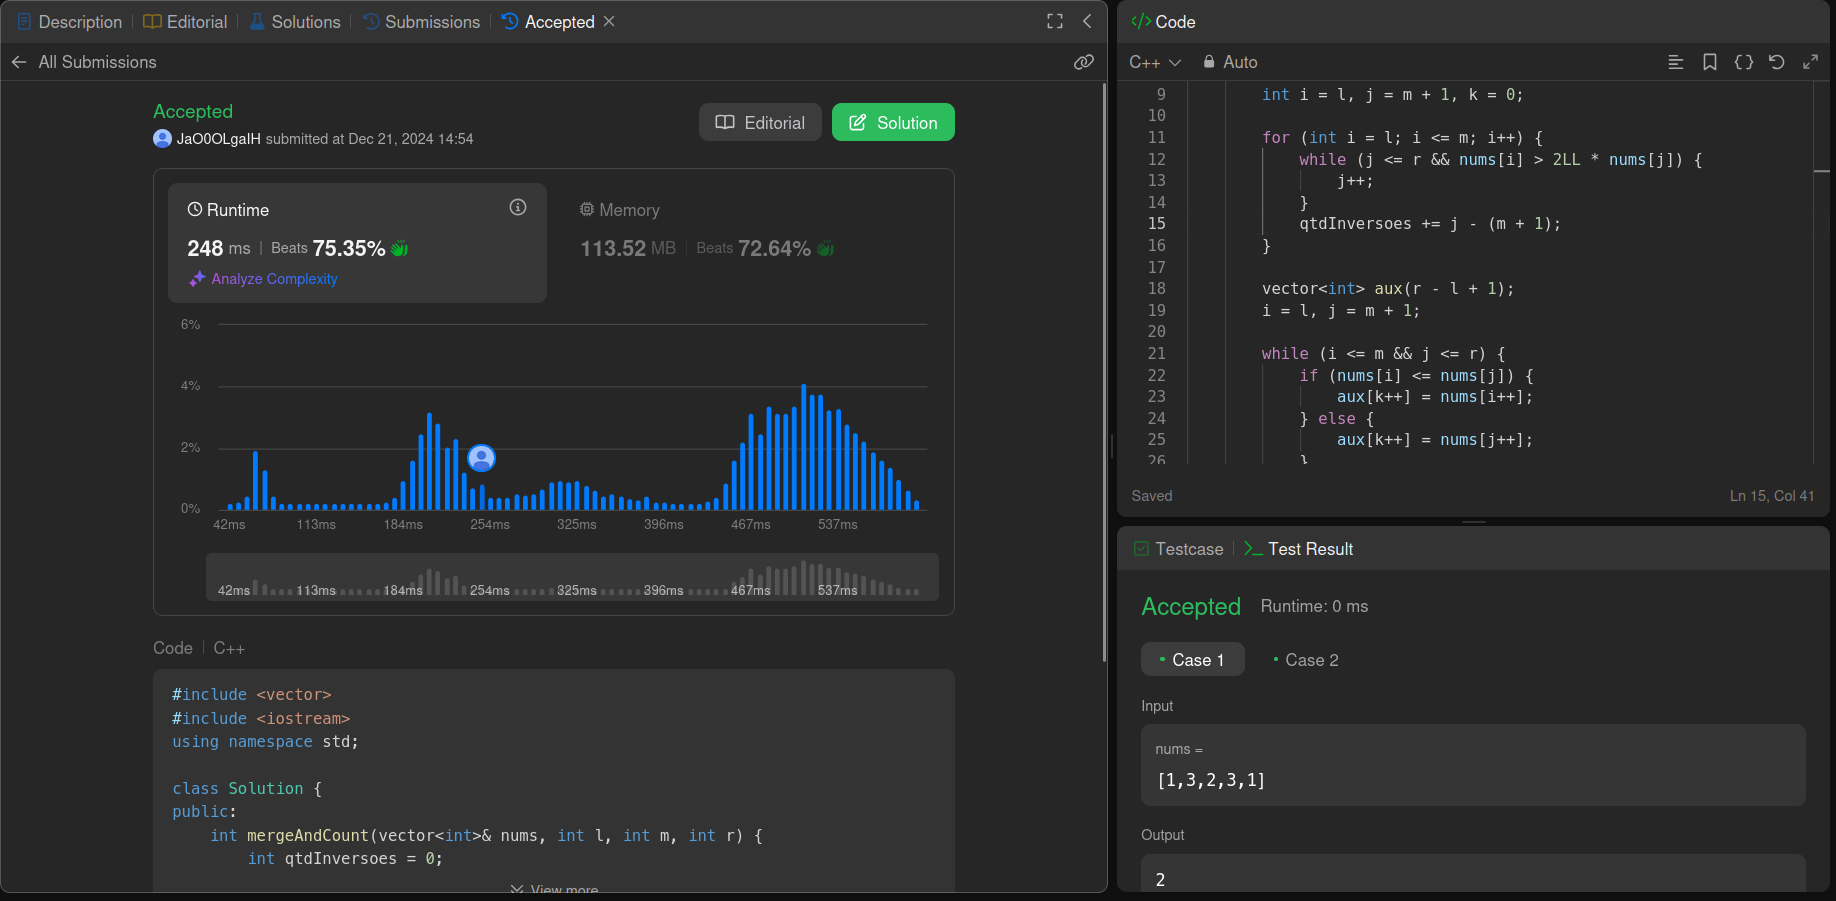 Description
Editorial
Solutions
Submissions
Accepted
All Submissions
Accepted
JaO0OLgaIH submitted at Dec 21, 2024 14:54
Editorial
Solution
Runtime
248 ms | Beats 75.35%
Analyze Complexity
Memory
113.52 MB | Beats 72.64%
6%
4%
2%
0%
42ms 113ms 184ms 254ms 325ms 396ms 467ms 537ms
42ms 113ms 184ms 254ms 325ms 396ms 467ms 537ms
Code | C++
#include <vector>
#include <iostream>
using namespace std;
class Solution {
public:
int mergeAndCount(vector<int>& nums, int l, int m, int r) {
int qtdInversoes = 0;
View more
</> Code
C++ Auto
9 int i = l, j = m + 1, k = 0;
10
11 for (int i = l; i <= m; i++) {
12 while (j <= r && nums[i] > 2LL * nums[j]) {
13 j++;
14 }
15 qtdInversoes += j - (m + 1);
16 }
17
18 vector<int> aux(r - l + 1);
19 i = l, j = m + 1;
20
21 while (i <= m && j <= r) {
22 if (nums[i] <= nums[j]) {
23 aux[k++] = nums[i++];
24 } else {
25 aux[k++] = nums[j++];
26 }
Saved
Ln 15, Col 41
Testcase
Test Result
Accepted Runtime: 0 ms
Case 1
Case 2
Input
nums =
[1,3,2,3,1]
Output
2